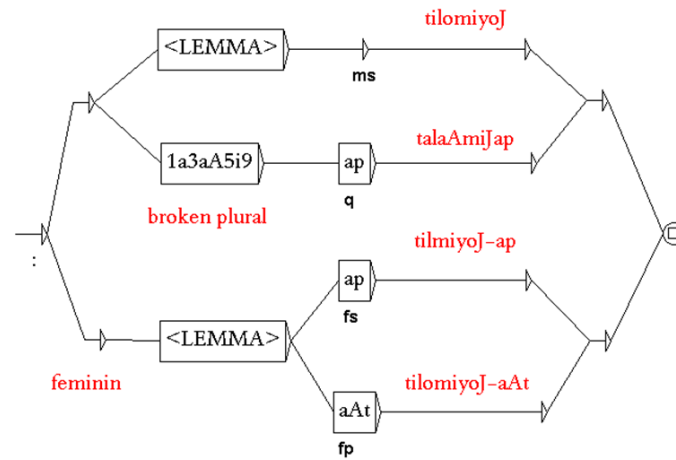 tilomiyoJ
<LEMMA>
ms
talaAmiJap
1a3aA5i9
ap
q
broken plural
:
tilmiyoJ-ap
ap
fs
<LEMMA>
feminin
tilomiyoJ-aAt
aAt
fp